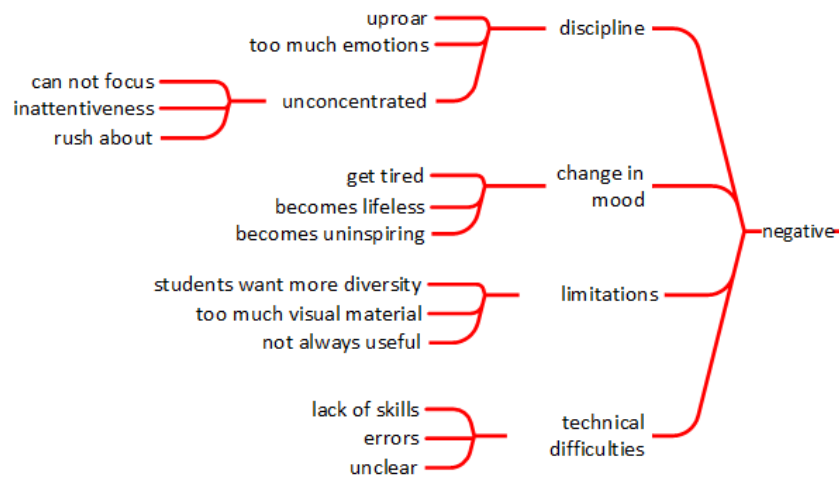 uproar
too much emotions
discipline
can not focus
inattentiveness
rush about
unconcentrated
get tired
becomes lifeless
becomes uninspiring
change in
mood
negative
students want more diversity
too much visual material
not always useful
limitations
lack of skills
errors
unclear
technical
difficulties